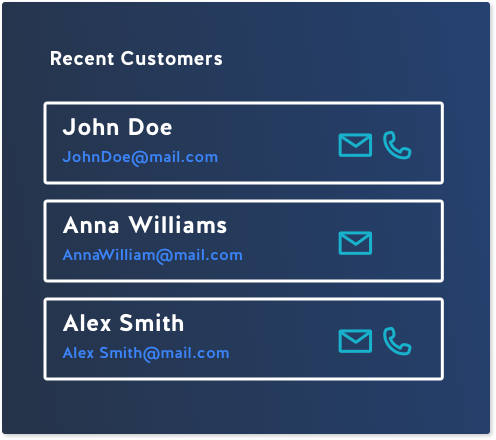 Recent Customers
John Doe
JohnDoe@mail.com
Anna Williams
AnnaWilliam@mail.com
Alex Smith
Alex Smith@mail.com